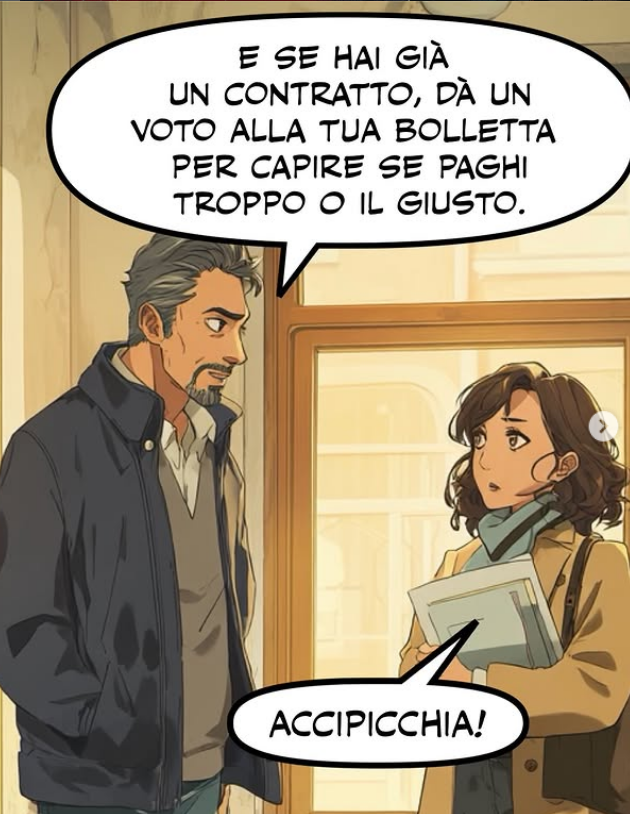 E SE HAI GIÀ
UN CONTRATTO, DÀ UN
VOTO ALLA TUA BOLLETTA
PER CAPIRE SE PAGHI
TROPPO O IL GIUSTO.
ACCIPICCHIA!